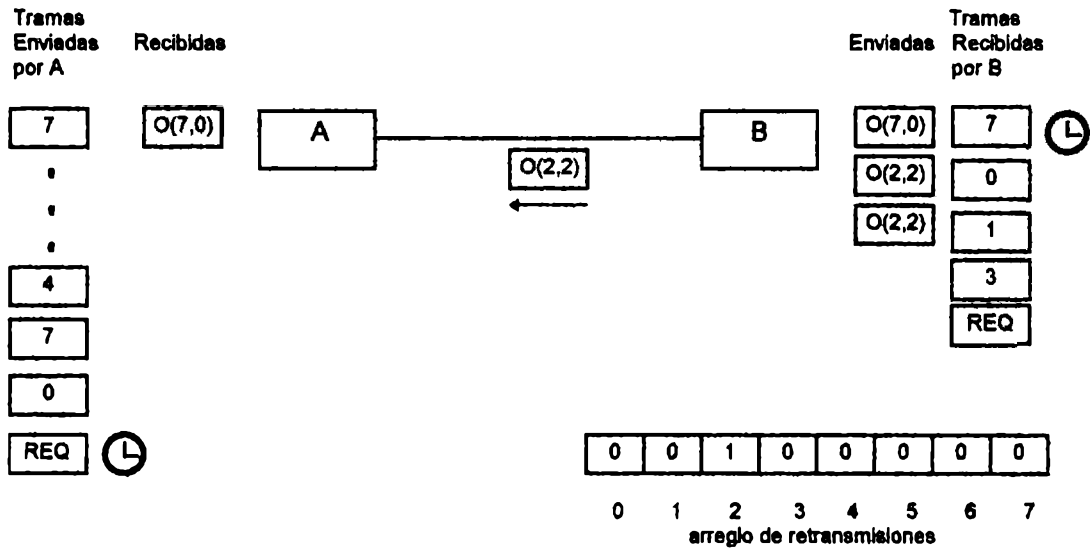 Tramas
Enviadas
por A
Recibidas
Enviadas
Tramas
Recibidas
por B
7
O(7,0)
A
B
O(7,0)
7
O(2,2)
O(2,2)
0
O(2,2)
1
4
3
7
REQ
0
REQ
0 0 1 0 0 0 0 0
0 1 2 3 4 5 6 7
arreglo de retransmisiones